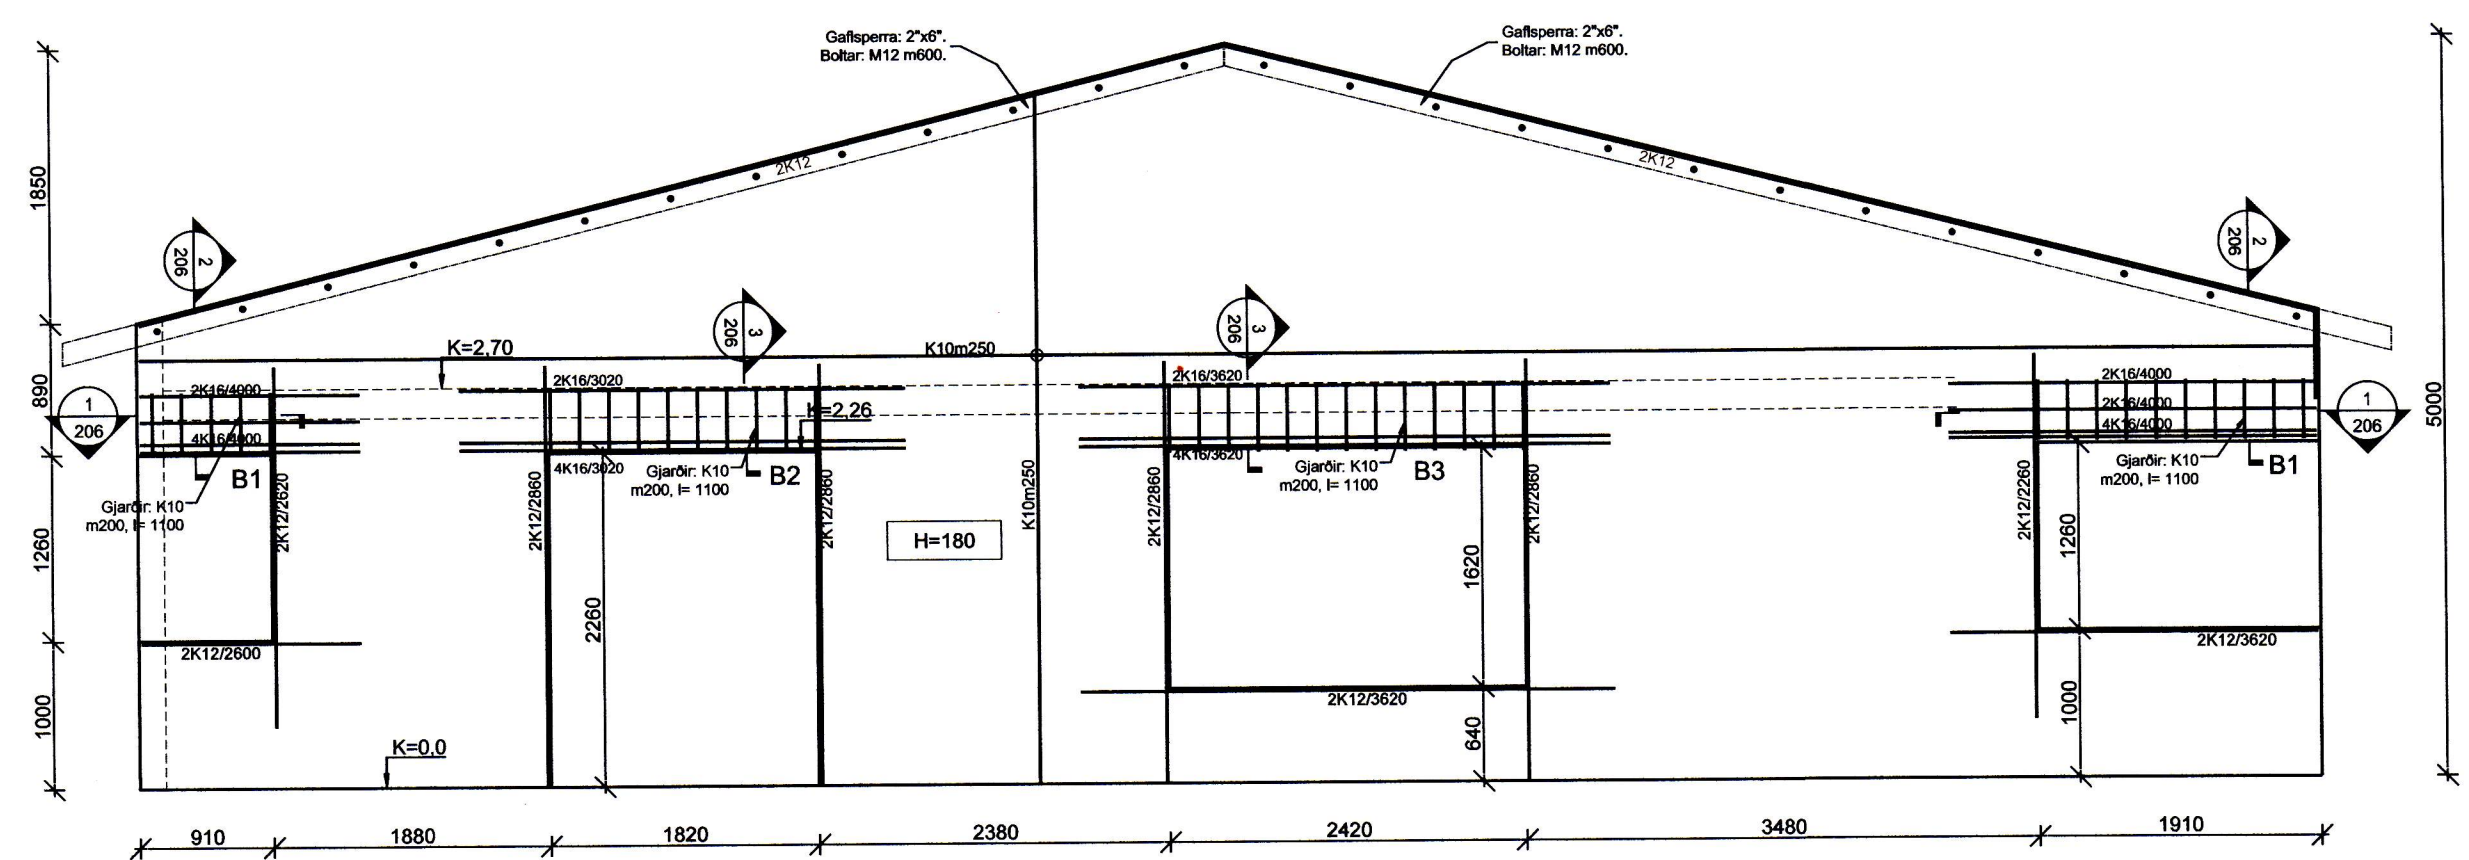 Gaflsperra: 2"x6".
Boltar: M12 m600.
Gaflsperra: 2"x6".
Boltar: M12 m600.
2K12
2K12
1850
890
1260
1000
5000
2
206
2
206
3
206
3
206
1
206
1
206
K=2,70
K10m250
2K16/4000
4K16/4000
B1
Gjarðir: K10
m200, l= 1100
2K12/2620
2K12/2600
K=0,0
2K16/3020
K=2,26
4K16/3020
Gjarðir: K10
m200, l= 1100
B2
2K12/2860
2K12/2860
2260
H=180
K10m250
2K16/3620
4K16/3620
Gjarðir: K10
m200, l= 1100
B3
2K12/2860
2K12/2860
1620
2K12/3620
640
2K16/4000
2K16/4000
4K16/4000
Gjarðir: K10
m200, l= 1100
B1
2K12/2260
1260
2K12/3620
1000
910
1880
1820
2380
2420
3480
1910